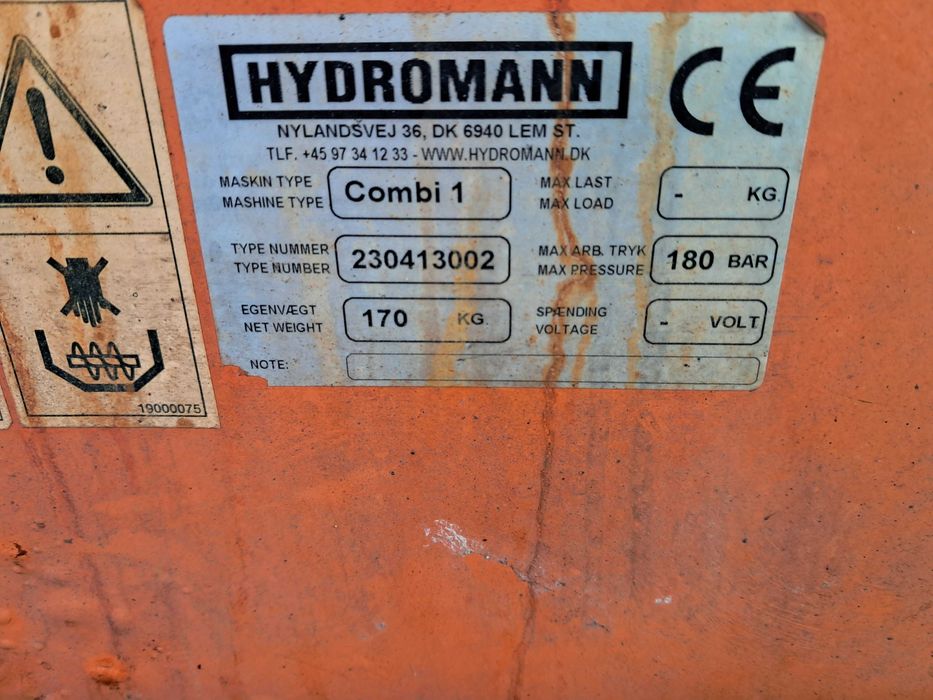 HYDROMANN
CE
NYLANDSVEJ 36, DK 6940 LEM ST.
TLF. +45 97 34 12 33 - WWW.HYDROMANN.DK
MASKIN TYPE
MASHINE TYPE
Combi 1
MAX LAST
MAX LOAD
- KG
TYPE NUMMER
TYPE NUMBER
230413002
MAX ARB. TRYK
MAX PRESSURE
180 BAR
EGENVÆGT
NET WEIGHT
170 KG.
SPÆNDING
VOLTAGE
- VOLT
NOTE:
19000075